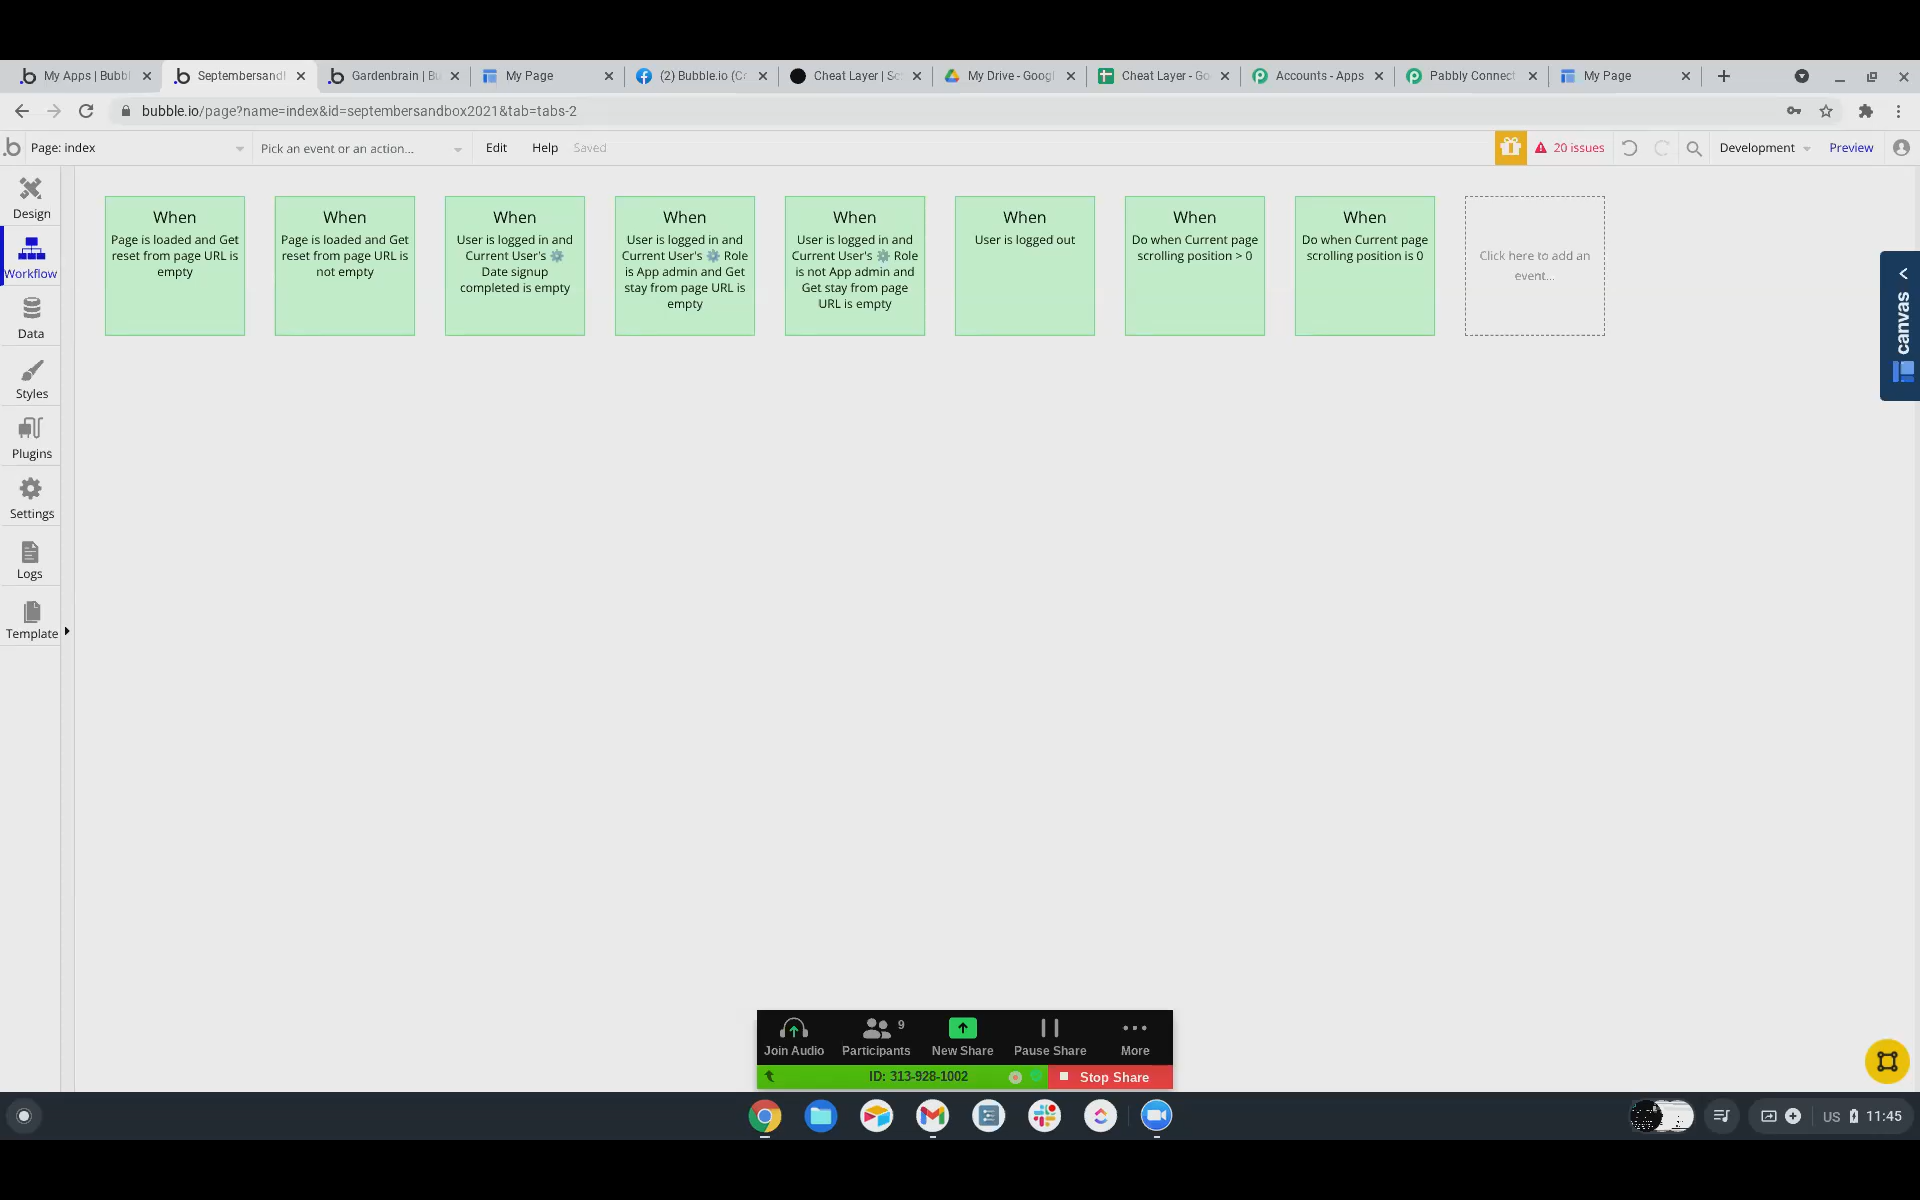 My Apps | Bubbl
Septembersandl
Gardenbrain | Bu
My Page
(2) Bubble.io (Cr
Cheat Layer | Sc
My Drive - Googl
Cheat Layer - Go
Accounts - Apps
Pabbly Connect
My Page
bubble.io/page?name=index&id=septembersandbox2021&tab=tabs-2
Page: index
Pick an event or an action...
Edit
Help
Saved
20 issues
Development
Preview
Design
Workflow
Data
Styles
Plugins
Settings
Logs
Template
When
Page is loaded and Get
reset from page URL is
empty
When
Page is loaded and Get
reset from page URL is
not empty
When
User is logged in and
Current User's ⚙️
Date signup
completed is empty
When
User is logged in and
Current User's ⚙️ Role
is App admin and Get
stay from page URL is
empty
When
User is logged in and
Current User's ⚙️ Role
is not App admin and
Get stay from page
URL is empty
When
User is logged out
When
Do when Current page
scrolling position > 0
When
Do when Current page
scrolling position is 0
Click here to add an
event...
canvas
Join Audio
Participants
9
New Share
Pause Share
More
ID: 313-928-1002
Stop Share
US
11:45